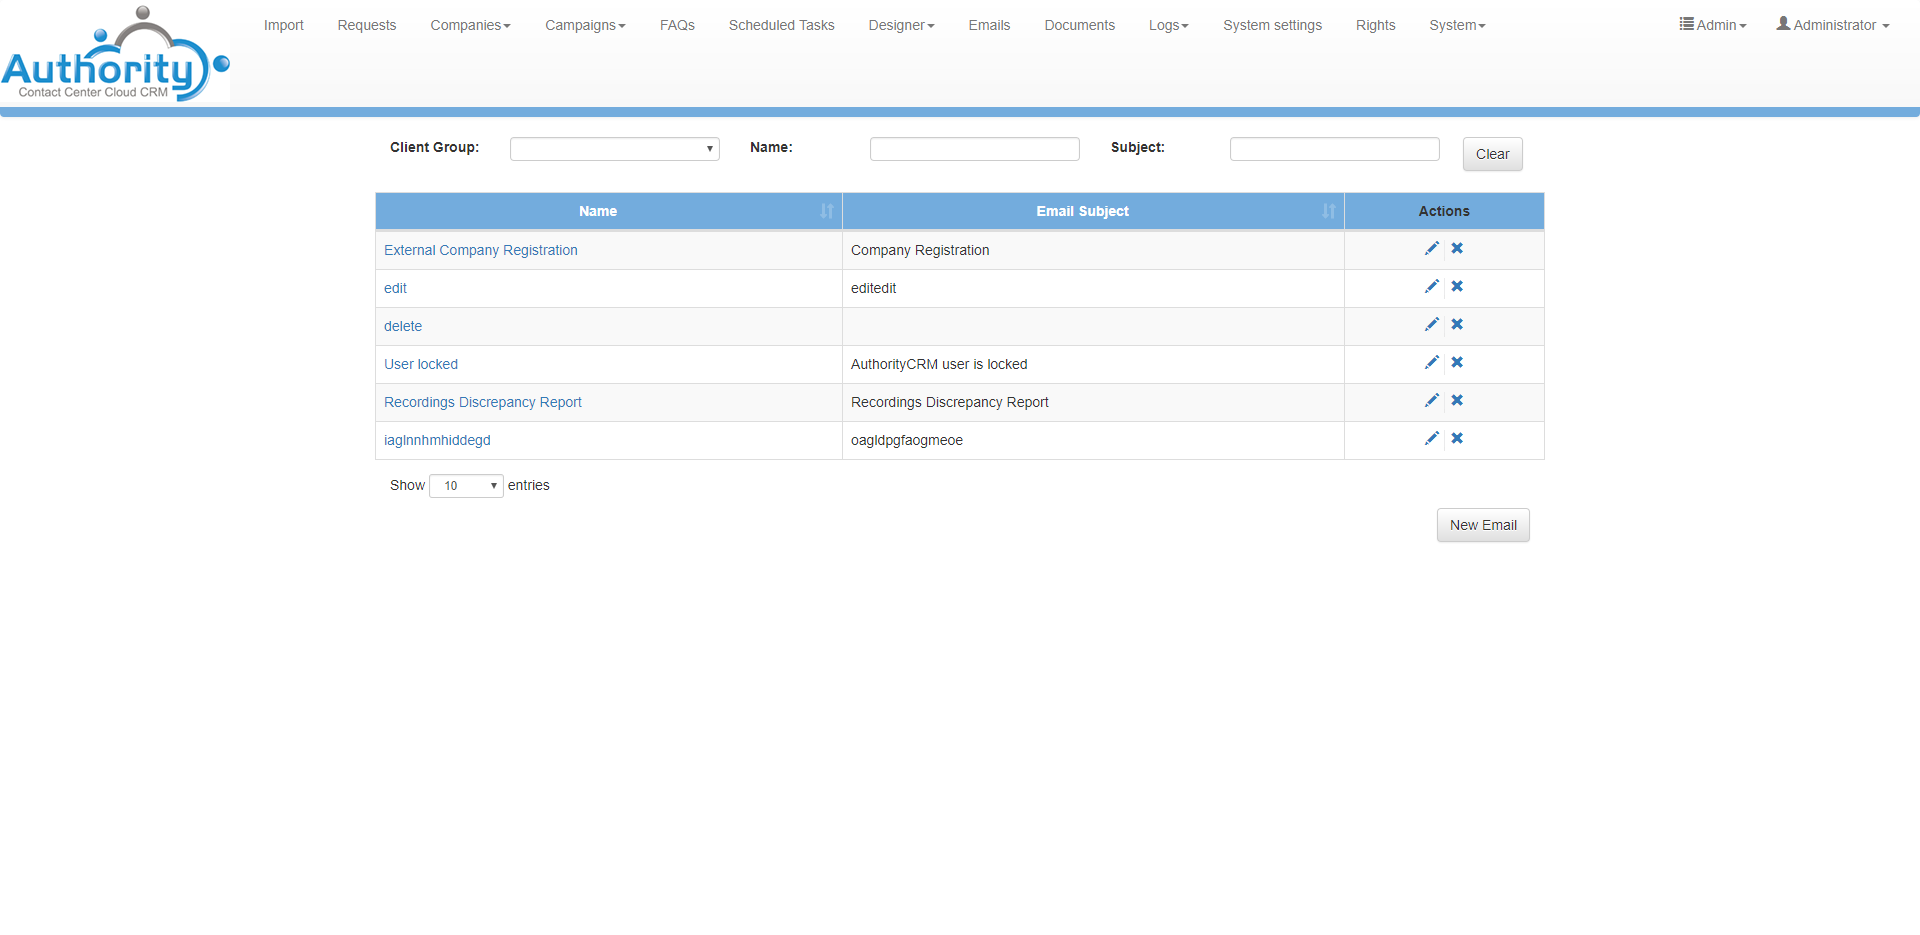 Authority
Contact Center Cloud CRM
Import Requests Companies Campaigns FAQs Scheduled Tasks Designer Emails Documents Logs System settings Rights System Admin Administrator
Client Group: Name: Subject: Clear
Name Email Subject Actions
External Company Registration Company Registration
edit editedit
delete
User locked AuthorityCRM user is locked
Recordings Discrepancy Report Recordings Discrepancy Report
iaglnnhmhiddegd oagldpgfaogmeoe
Show 10 entries
New Email